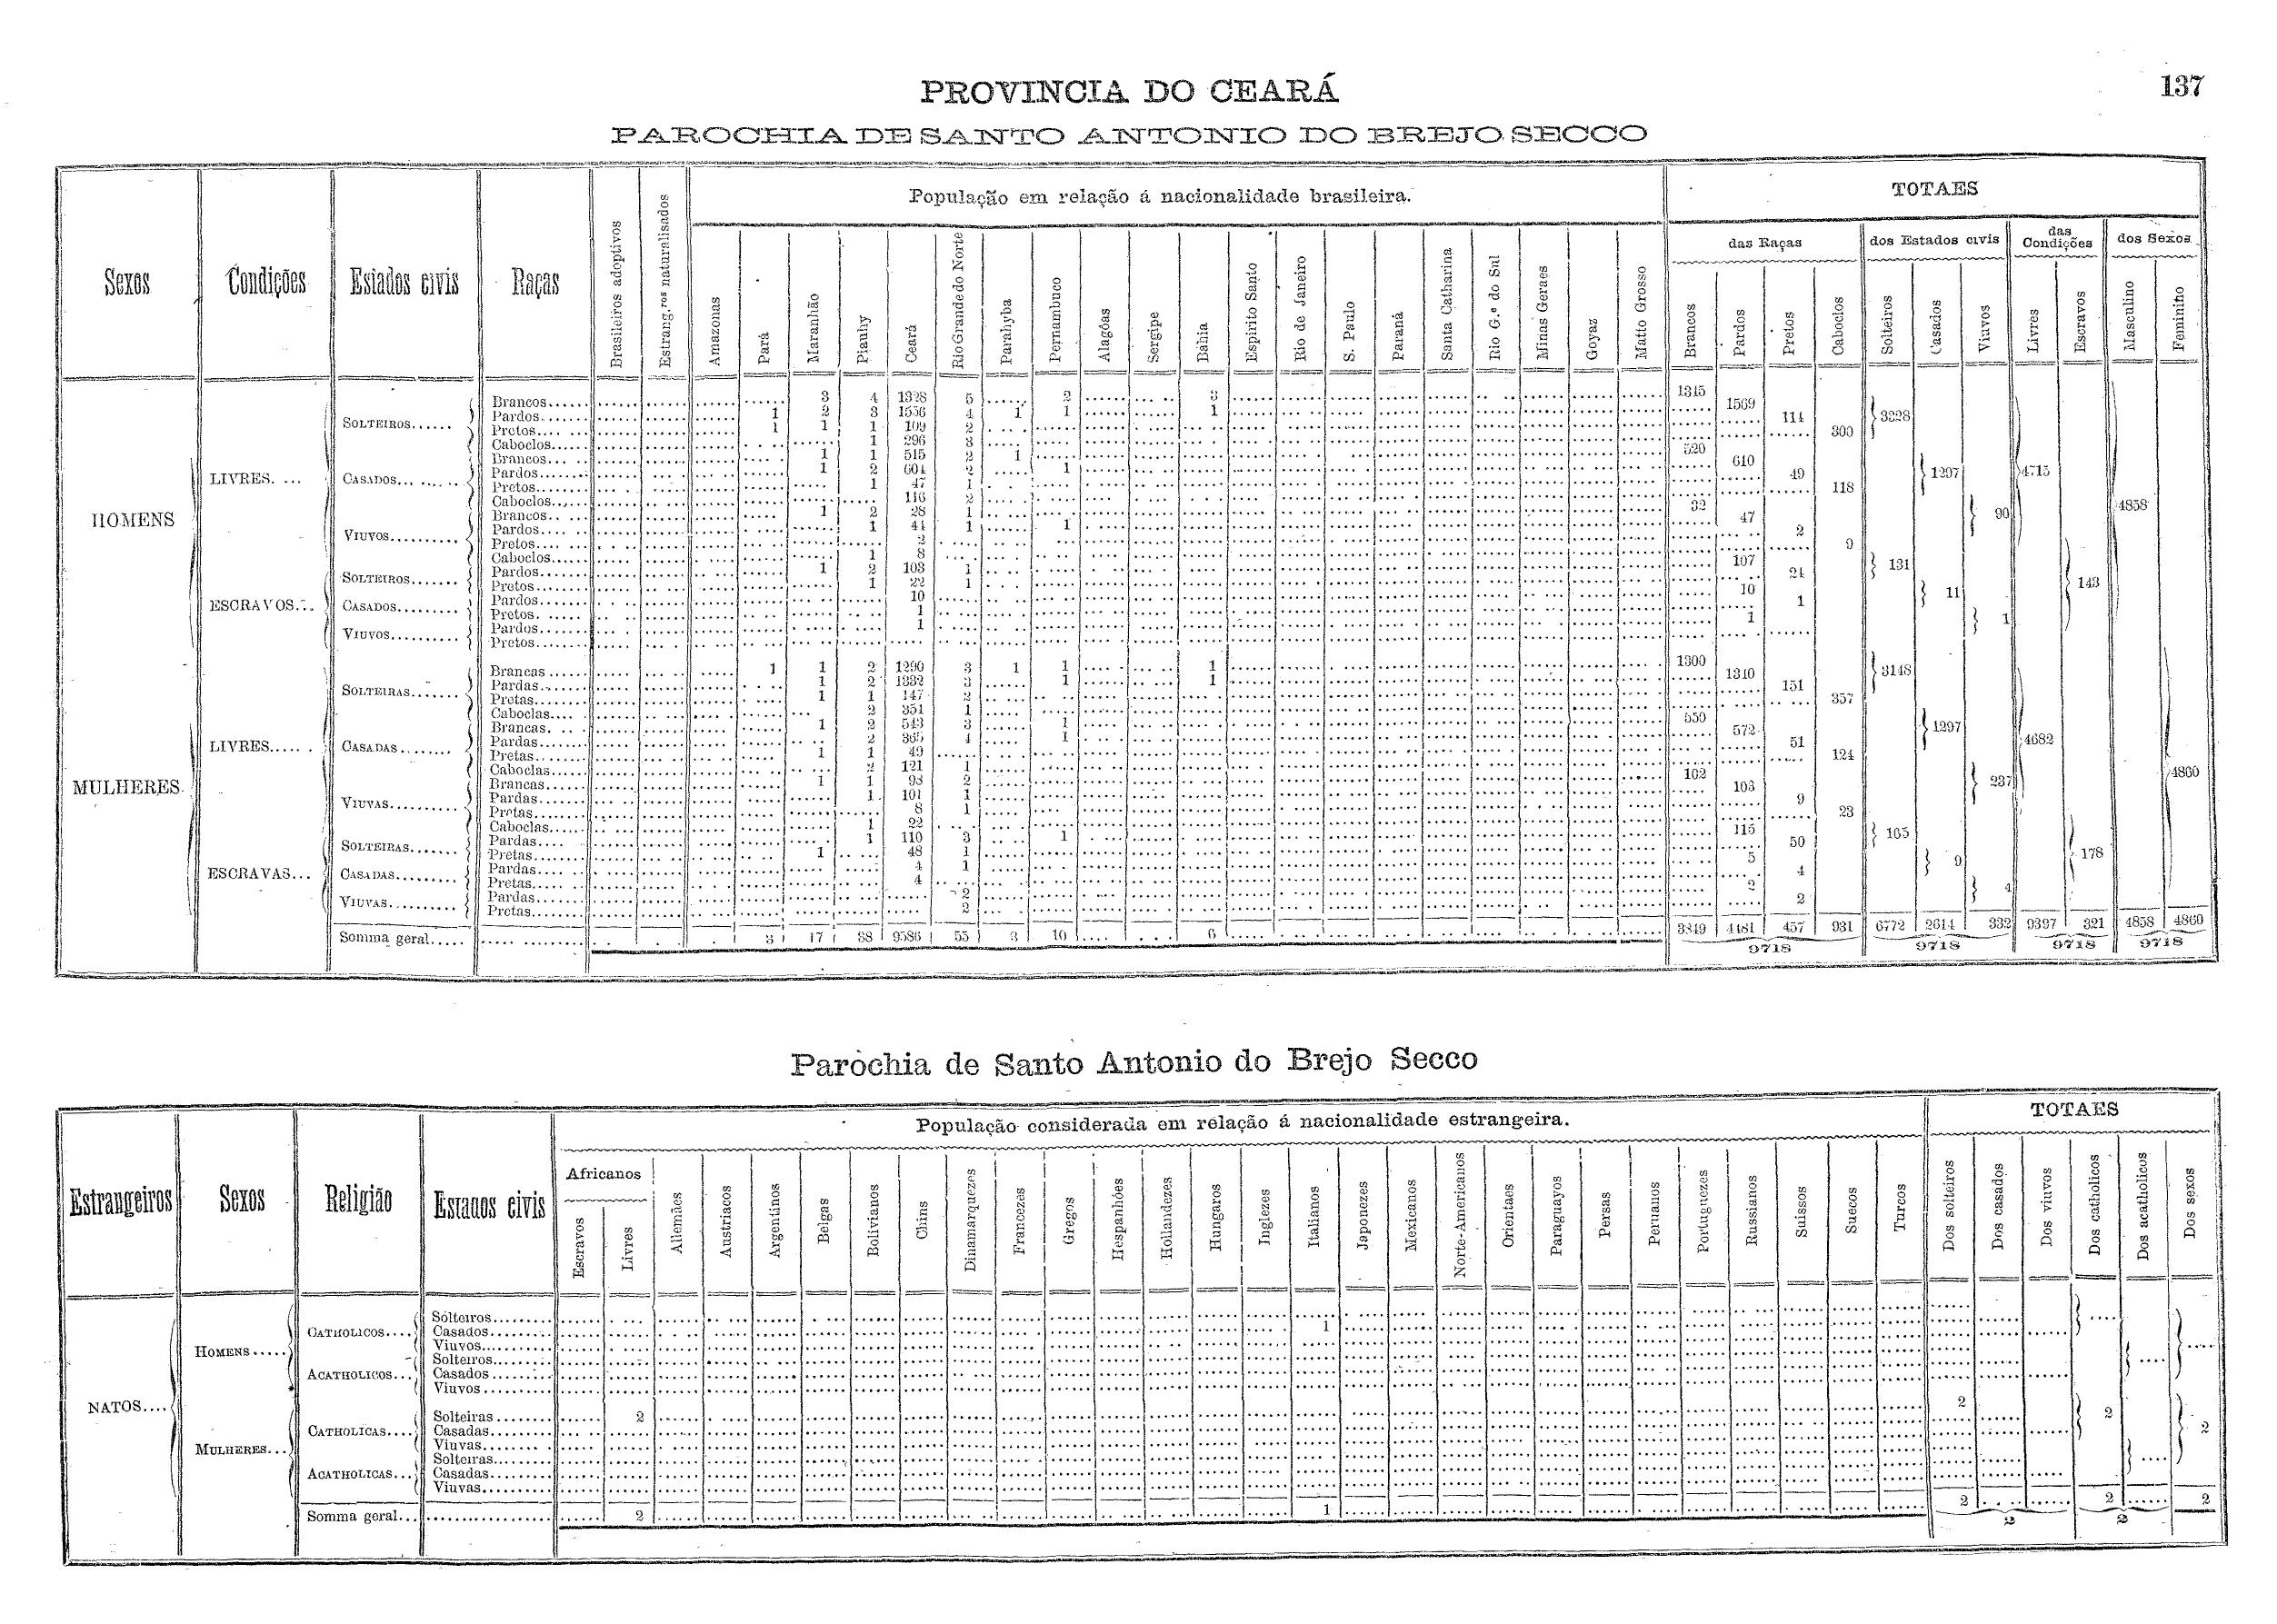 PROVINCIA DO CEARÁ
137
PAROCHIA DE SANTO ANTONIO DO BREJO SECCO
Sexos Condições Estados civis Raças Brasileiros adoptivos Estrang.ros naturalisados População em relação á nacionalidade brasileira. TOTAES
das Raças dos Estados civis das Condições dos Sexos
Amazonas Pará Maranhão Piauhy Ceará Rio Grande do Norte Parahyba Pernambuco Alagôas Sergipe Bahia Espirito Santo Rio de Janeiro S. Paulo Paraná Santa Catharina Rio G.e do Sul Minas Geraes Goyaz Matto Grosso Brancos Pardos Pretos Caboclos Solteiros Casados Viuvos Livres Escravos Masculino Feminino
HOMENS LIVRES.... SOLTEIROS...... Brancos...... 3 4 1328 5 2 3 1345
Pardos...... 1 2 3 1556 4 1 1 1 1569
Pretos...... 1 1 1 109 2 114 3228
Caboclos...... 1 296 3 300
CASADOS...... Brancos...... 1 1 515 2 1 520
Pardos...... 1 2 604 2 1 610
Pretos...... 1 47 1 49 1297 4715
Caboclos...... 116 2 118
VIUVOS...... Brancos...... 1 2 28 1 32 4858
Pardos...... 1 44 1 1 47 90
Pretos...... 2 2
Caboclos...... 1 8 9
ESCRAVOS... SOLTEIROS...... Pardos...... 1 2 103 1 107 131
Pretos...... 1 22 1 24
CASADOS...... Pardos...... 10 10 11 143
Pretos...... 1 1
VIUVOS...... Pardos...... 1 1 1
Pretos......
MULHERES LIVRES...... SOLTEIRAS...... Brancas...... 1 1 2 1290 3 1 1 1 1300
Pardas...... 1 2 1332 3 1 1 1340 3148
Pretas...... 1 1 147 2 151
Caboclas.... 2 351 1 357
CASADAS...... Brancas...... 1 2 543 3 1 550
Pardas...... 2 365 4 1 572 1297
Pretas...... 1 1 49 51 4682
Caboclas...... 2 121 1 124
VIUVAS...... Brancas...... 1 1 98 2 102 4860
Pardas...... 1 101 1 103 237
Pretas...... 8 1 9
Caboclas...... 1 22 23
ESCRAVAS... SOLTEIRAS...... Pardas.... 1 110 3 1 115 165
Pretas...... 1 48 1 50
CASADAS...... Pardas...... 4 1 5 9 178
Pretas...... 4 4
VIUVAS...... Pardas...... 2 2 4
Pretas...... 2 2
Somma geral..... 3 17 38 9586 55 3 10 6 3849 4481 457 931 6772 2614 332 9397 321 4858 4860
9718 9718 9718 9718
Parochia de Santo Antonio do Brejo Secco
Estrangeiros Sexos Religião Estados civis População considerada em relação á nacionalidade estrangeira. TOTAES
Africanos
Escravos Livres Allemães Austriacos Argentinos Belgas Bolivianos Chins Dinamarquezes Francezes Gregos Hespanhóes Hollandezes Hungaros Inglezes Italianos Japonezes Mexicanos Norte-Americanos Orientaes Paraguayos Persas Peruanos Portuguezes Russianos Suissos Suecos Turcos Dos solteiros Dos casados Dos viuvos Dos catholicos Dos acatholicos Dos sexos
NATOS.... HOMENS..... CATHOLICOS.... Solteiros......
Casados...... 1
Viuvos......
ACATHOLICOS... Solteiros......
Casados......
Viuvos......
MULHERES... CATHOLICAS.... Solteiras...... 2 2 2 2
Casadas......
Viuvas......
ACATHOLICAS... Solteiras......
Casadas......
Viuvas......
Somma geral... 2 1 2 2 2
2 2